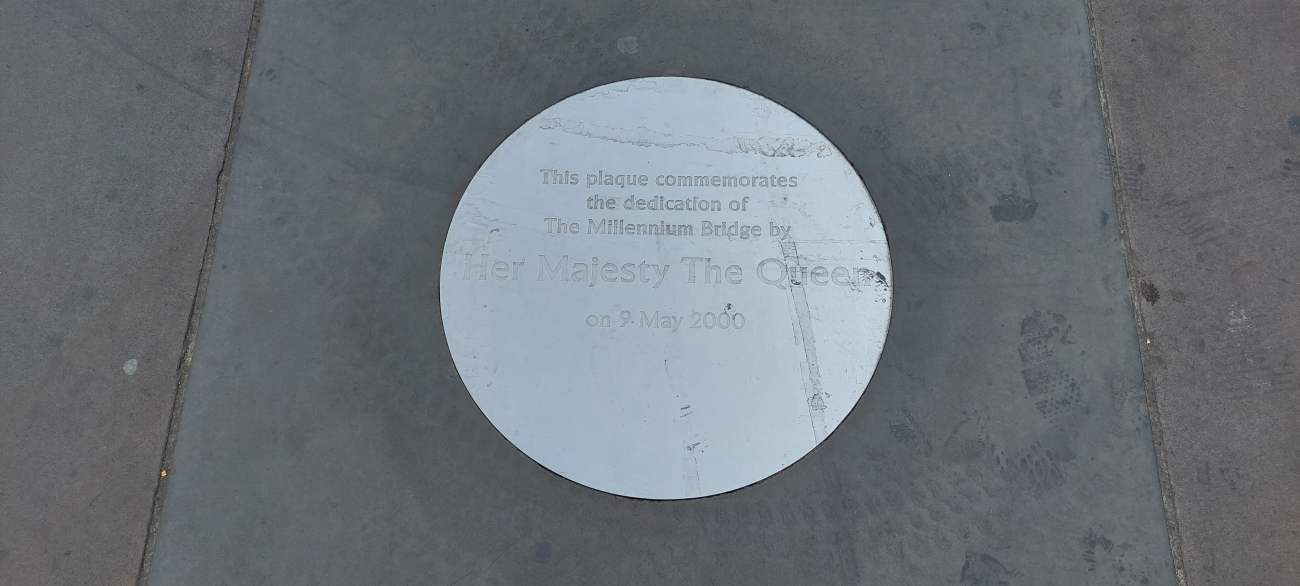 This plaque commemorates
the dedication of
The Millennium Bridge by
Her Majesty The Queen
on 9 May 2000